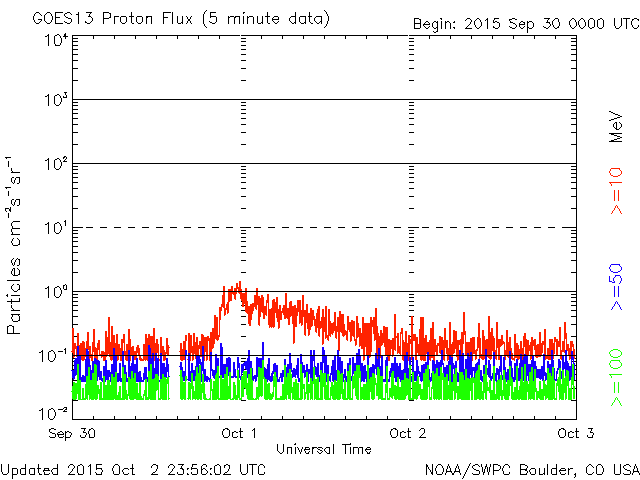 GOES13 Proton Flux (5 minute data)
Begin: 2015 Sep 30 0000 UTC
10⁴
10³
10²
10¹
10⁰
10⁻¹
10⁻²
Particles cm⁻²s⁻¹sr⁻¹
MeV
>=10
>=50
>=100
Sep 30
Oct 1
Oct 2
Oct 3
Universal Time
Updated 2015 Oct 2 23:56:02 UTC
NOAA/SWPC Boulder, CO USA